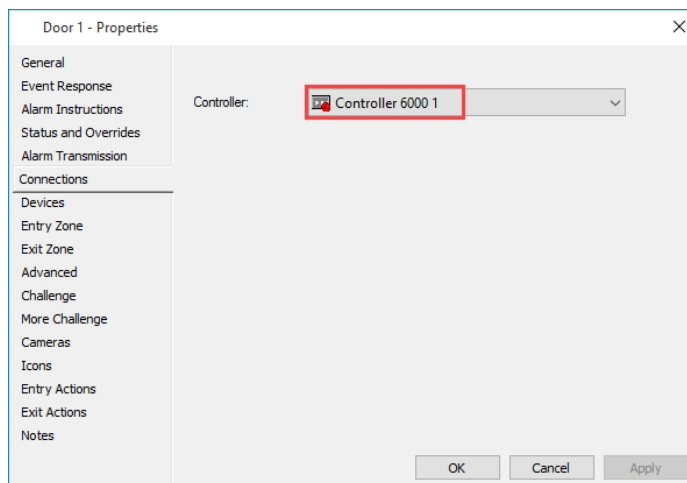 Door 1 - Properties
General
Event Response
Alarm Instructions
Status and Overrides
Alarm Transmission
Connections
Devices
Entry Zone
Exit Zone
Advanced
Challenge
More Challenge
Cameras
Icons
Entry Actions
Exit Actions
Notes
Controller: Controller 6000 1
OK Cancel Apply